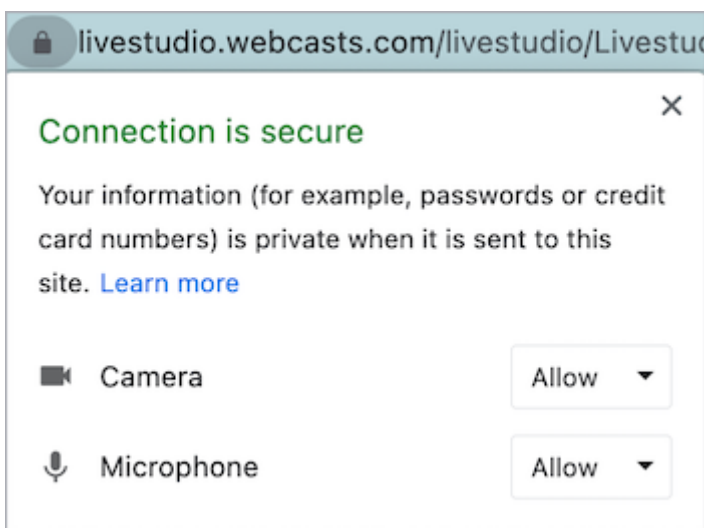 livestudio.webcasts.com/livestudio/Livestu
Connection is secure
Your information (for example, passwords or credit
card numbers) is private when it is sent to this
site. Learn more
Camera Allow
Microphone Allow